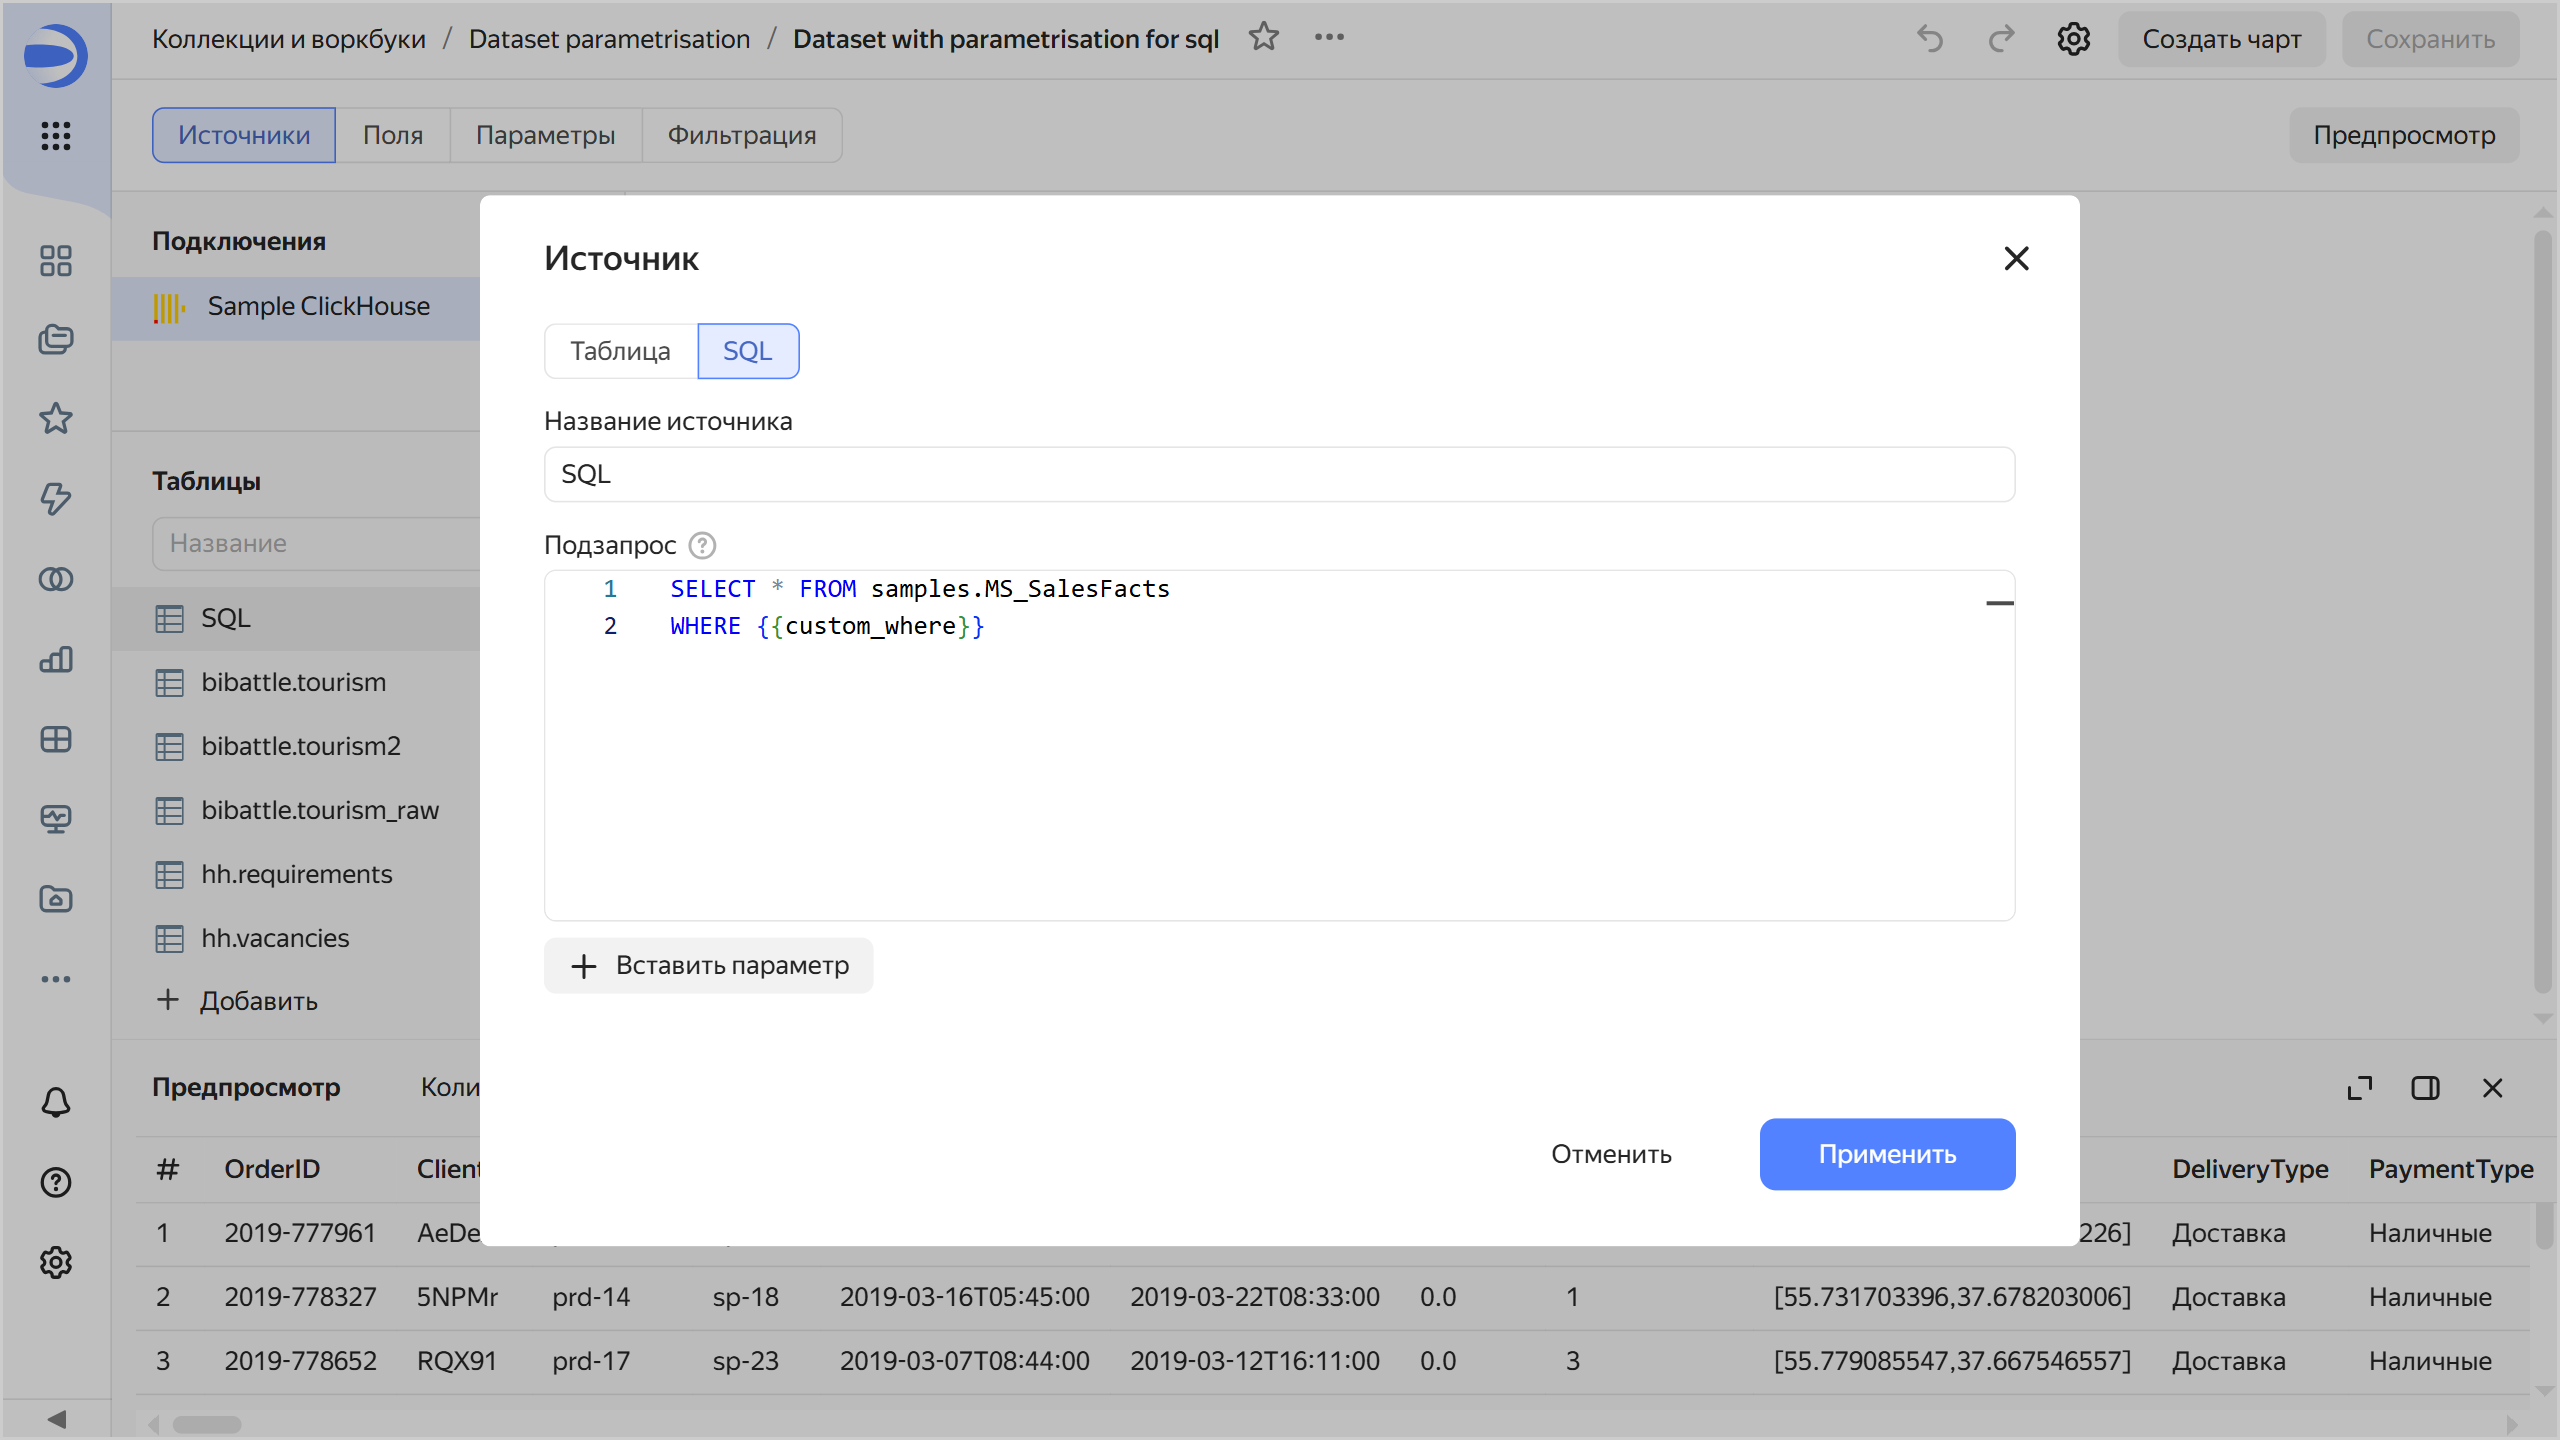 Коллекции и воркбуки / Dataset parametrisation / Dataset with parametrisation for sql
Создать чарт
Сохранить
Источники
Поля
Параметры
Фильтрация
Предпросмотр
Подключения
Sample ClickHouse
Таблицы
Название
SQL
bibattle.tourism
bibattle.tourism2
bibattle.tourism_raw
hh.requirements
hh.vacancies
Добавить
Источник
Таблица
SQL
Название источника
SQL
Подзапрос
1 SELECT * FROM samples.MS_SalesFacts
2 WHERE {{custom_where}}
Вставить параметр
Отменить
Применить
Предпросмотр
# OrderID DeliveryType PaymentType
1 2019-777961 Доставка Наличные
2 2019-778327 5NPMr prd-14 sp-18 2019-03-16T05:45:00 2019-03-22T08:33:00 0.0 1 [55.731703396,37.678203006] Доставка Наличные
3 2019-778652 RQX91 prd-17 sp-23 2019-03-07T08:44:00 2019-03-12T16:11:00 0.0 3 [55.779085547,37.667546557] Доставка Наличные